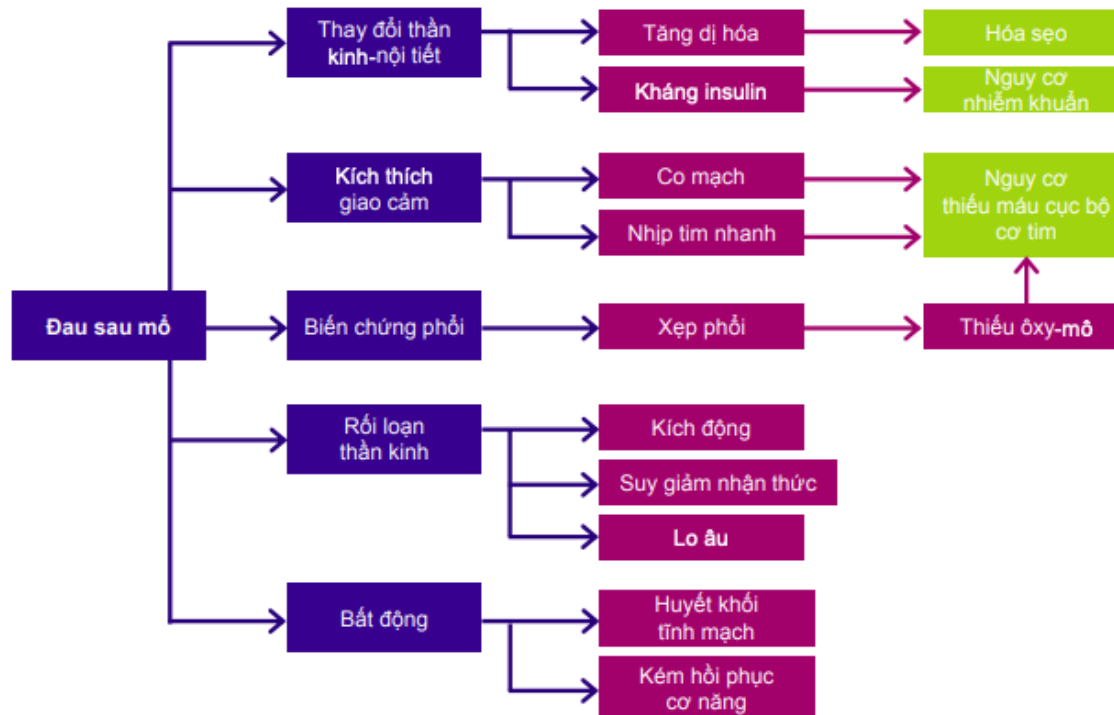 Thay đổi thần
kinh-nội tiết
Tăng dị hóa
Hóa sẹo
Kháng insulin
Nguy cơ
nhiễm khuẩn
Kích thích
giao cảm
Co mạch
Nhịp tim nhanh
Nguy cơ
thiếu máu cục bộ
cơ tim
Đau sau mổ
Biến chứng phổi
Xẹp phổi
Thiếu ôxy-mô
Rối loạn
thần kinh
Kích động
Suy giảm nhận thức
Lo âu
Bất động
Huyết khối
tĩnh mạch
Kém hồi phục
cơ năng